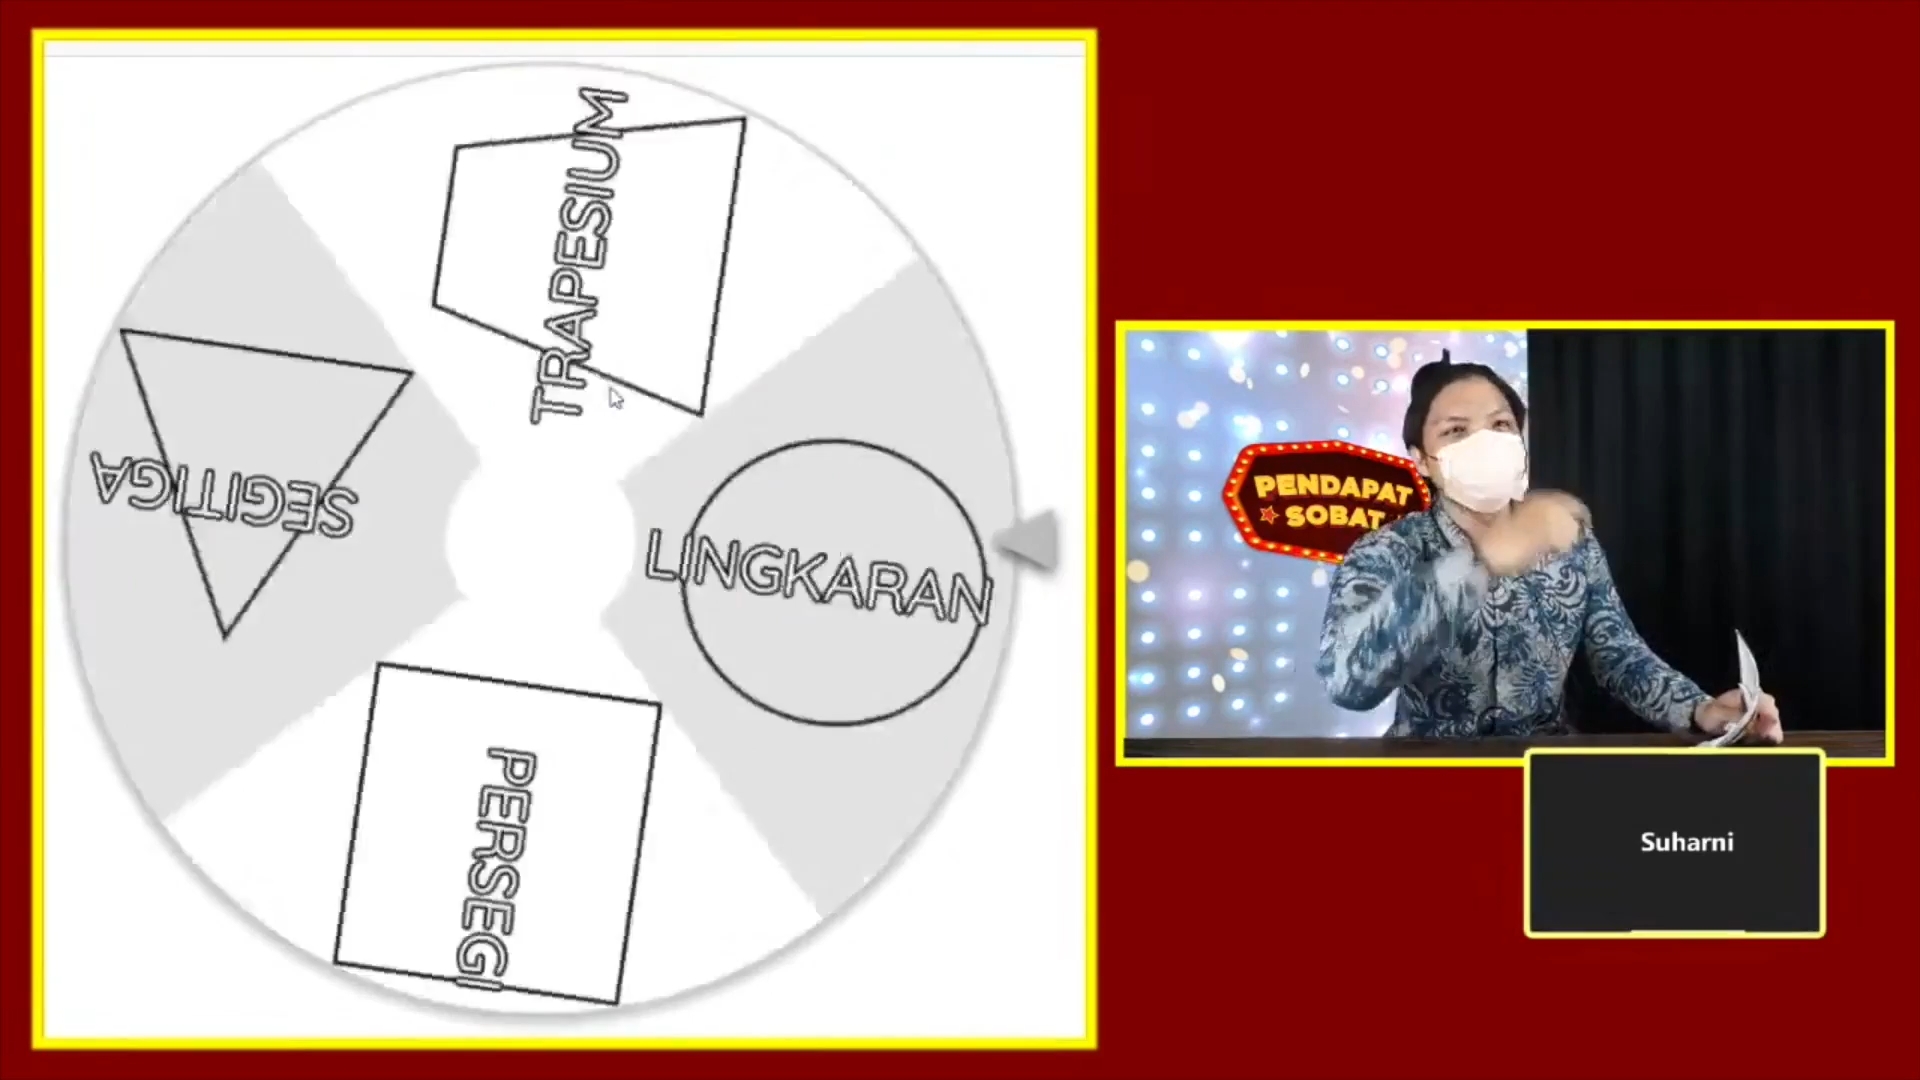 TRAPESIUM
SEGITIGA
LINGKARAN
PERSEGI
PENDAPAT
SOBAT
Suharni